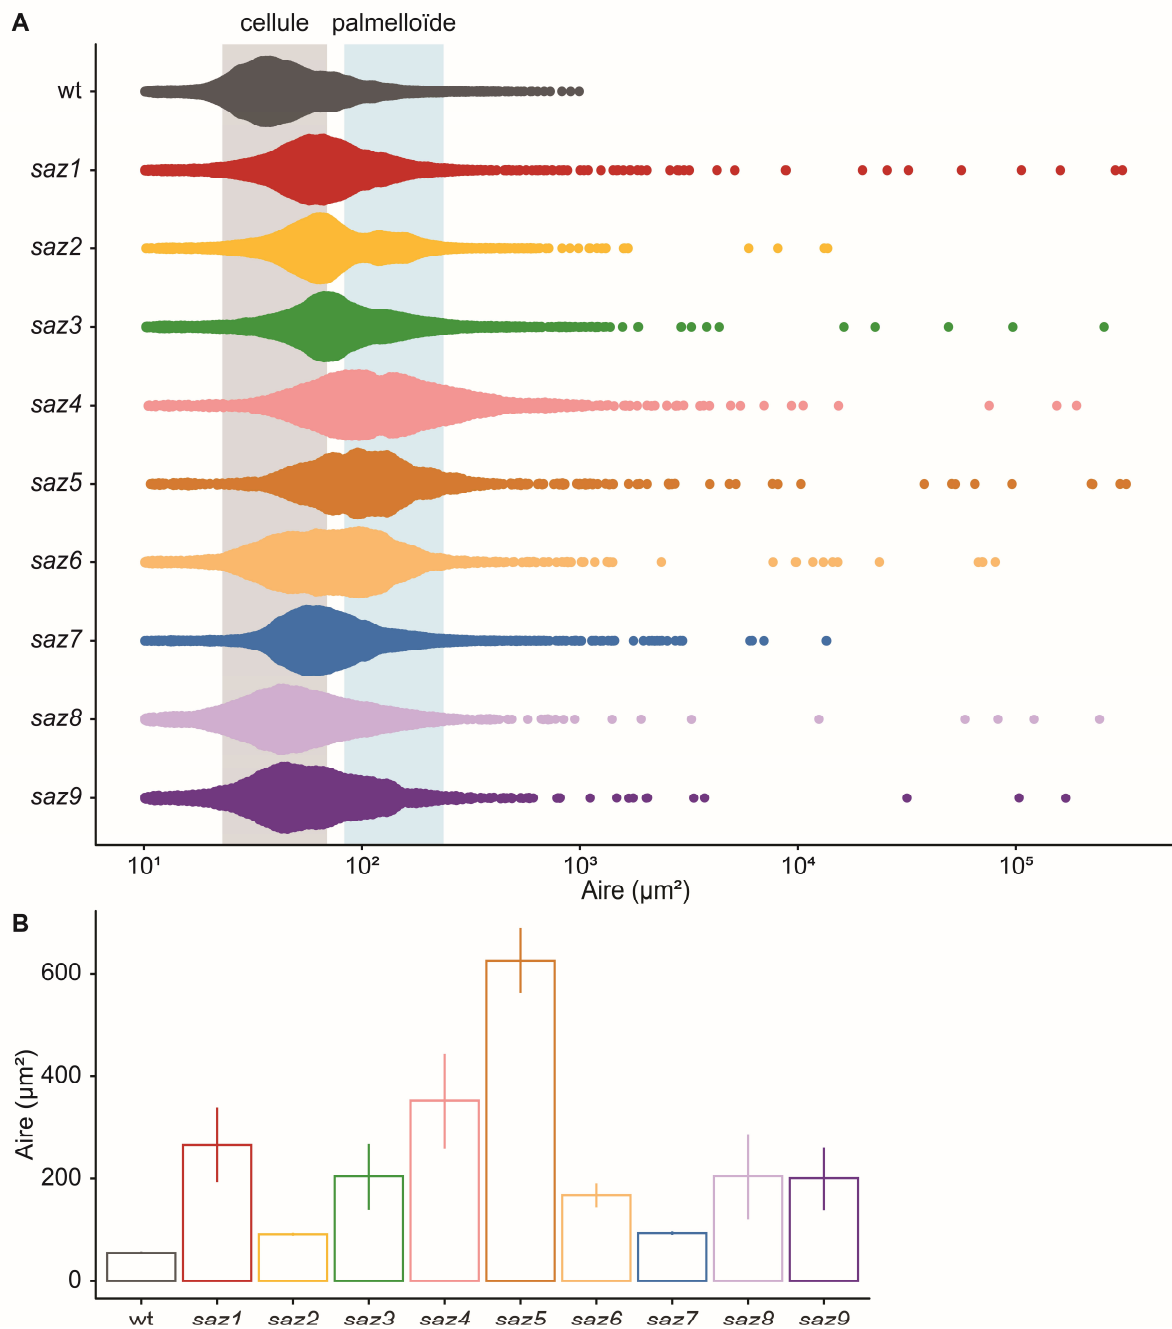 A
cellule palmelloïde
wt
saz1
saz2
saz3
saz4
saz5
saz6
saz7
saz8
saz9
10¹ 10² 10³ 10⁴ 10⁵
Aire (µm²)
B
Aire (µm²)
600
400
200
0
wt saz1 saz2 saz3 saz4 saz5 saz6 saz7 saz8 saz9